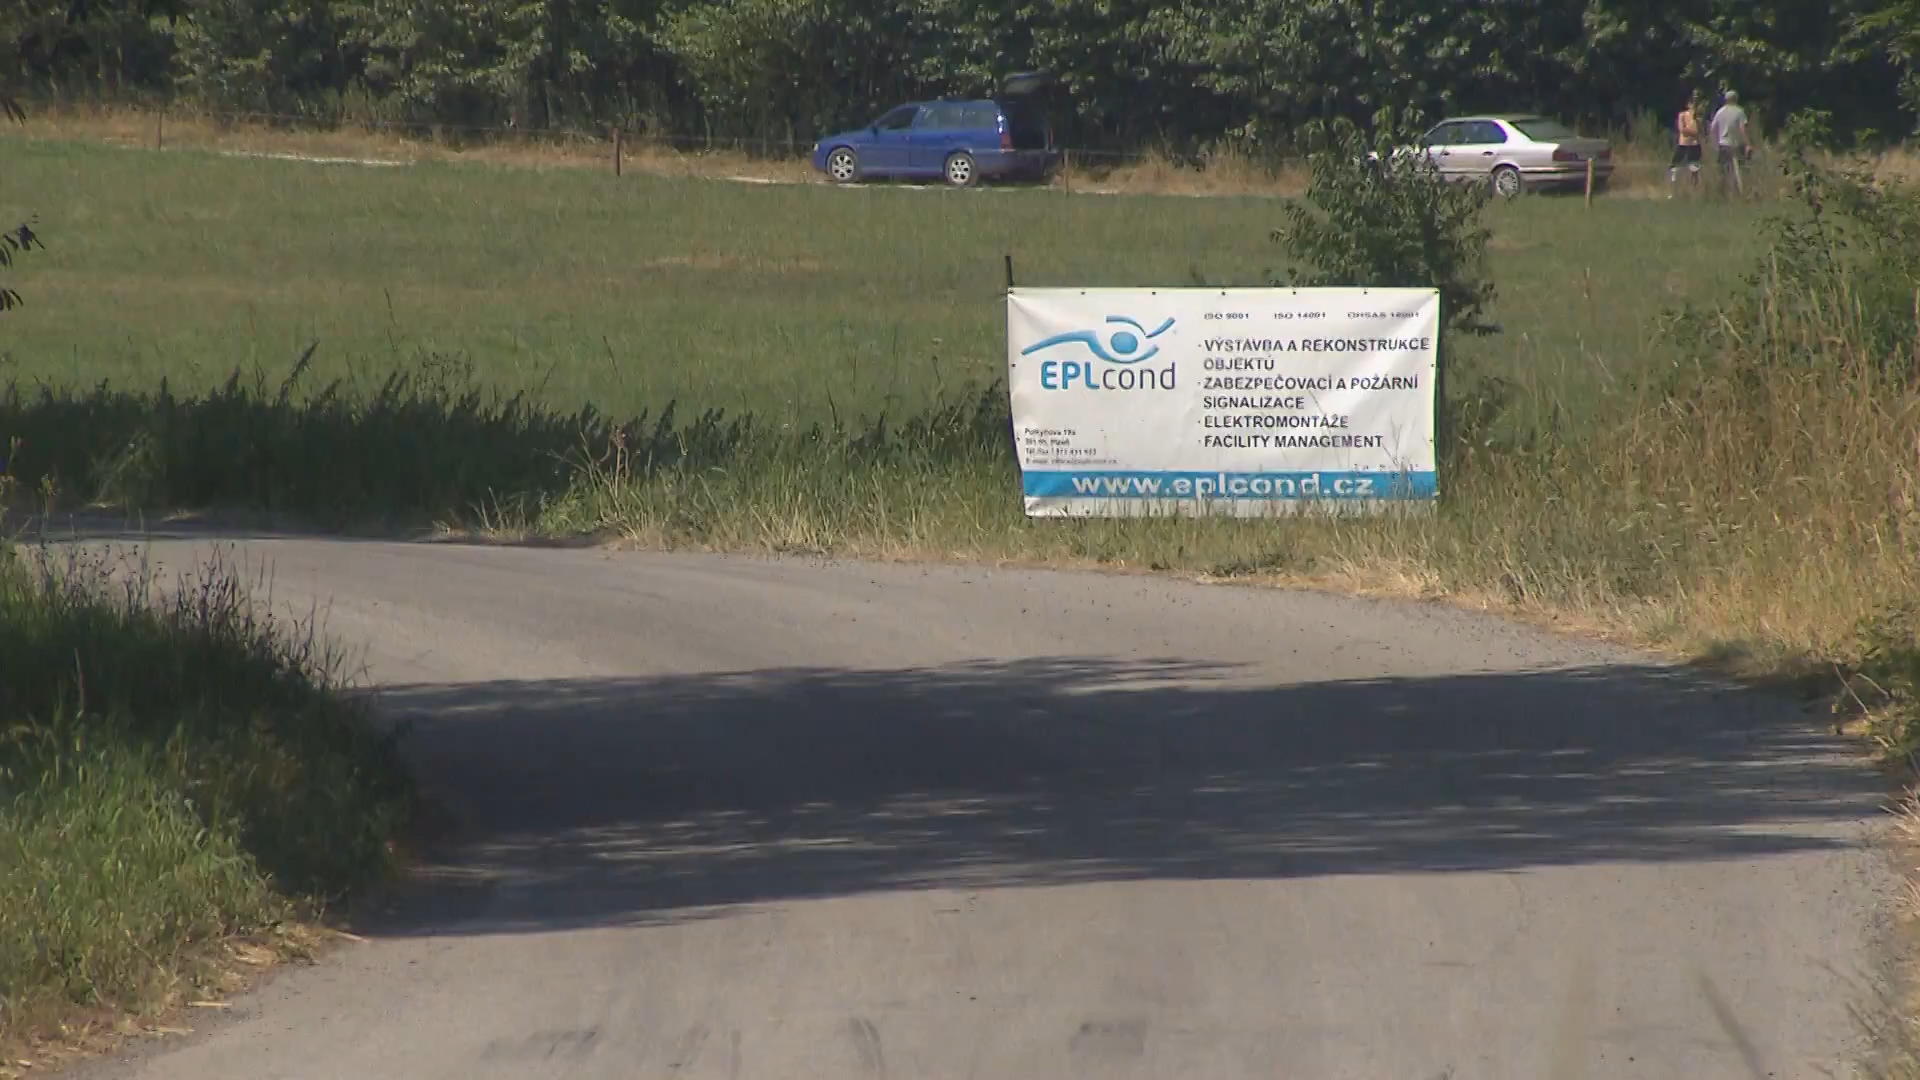 ISO 9001 ISO 14001 OHSAS 18001
EPLcond
· VÝSTAVBA A REKONSTRUKCE
OBJEKTŮ
· ZABEZPEČOVACÍ A POŽÁRNÍ
SIGNALIZACE
· ELEKTROMONTÁŽE
· FACILITY MANAGEMENT
www.eplcond.cz